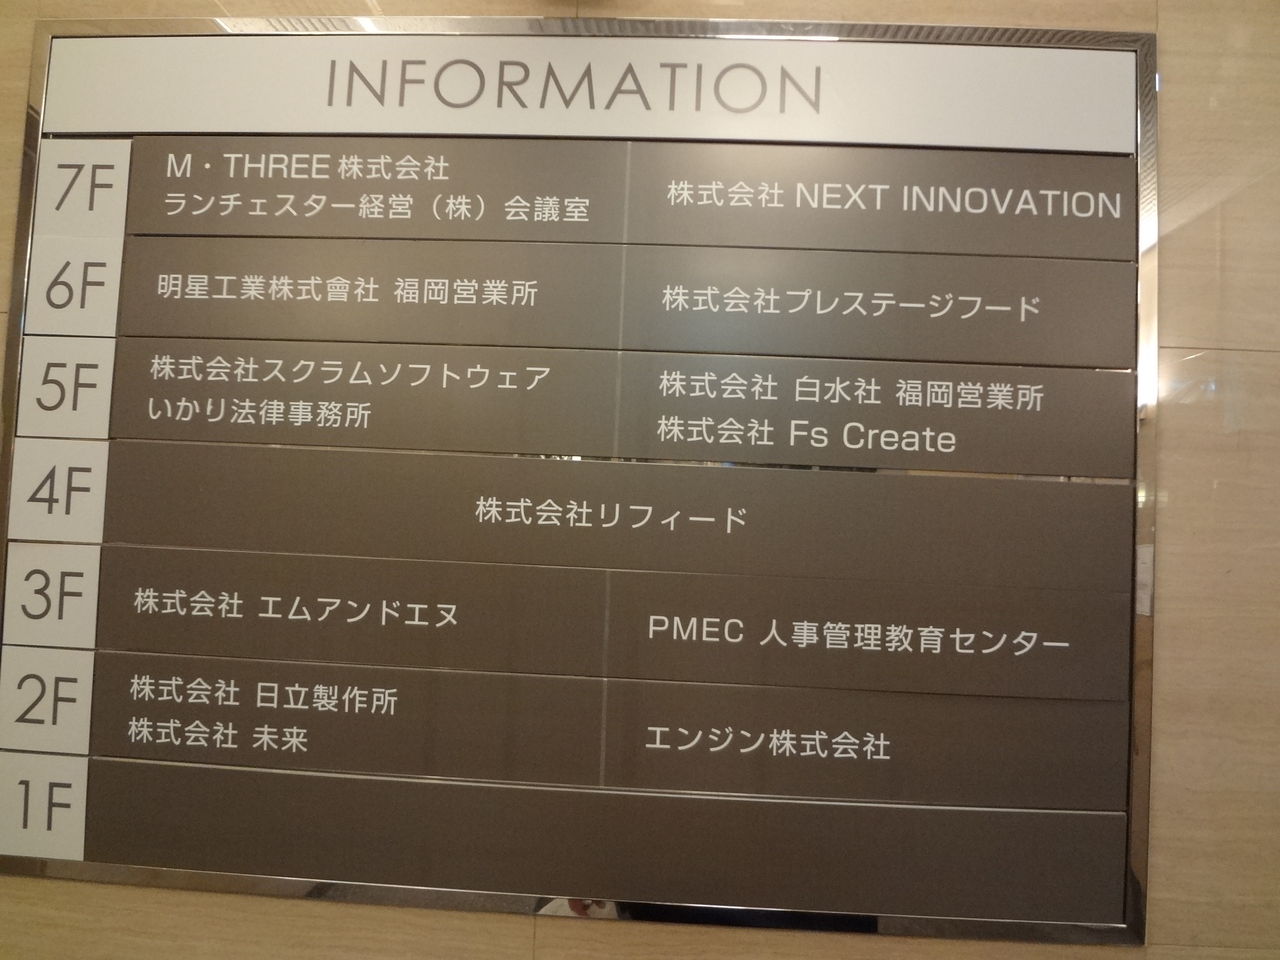 INFORMATION
7F
M・THREE 株式会社
ランチェスター経営（株）会議室
株式会社 NEXT INNOVATION
6F
明星工業株式會社 福岡営業所
株式会社プレステージフード
5F
株式会社スクラムソフトウェア
いかり法律事務所
株式会社 白水社 福岡営業所
株式会社 Fs Create
4F
株式会社リフィード
3F
株式会社 エムアンドエヌ
PMEC 人事管理教育センター
2F
株式会社 日立製作所
株式会社 未来
エンジン株式会社
1F